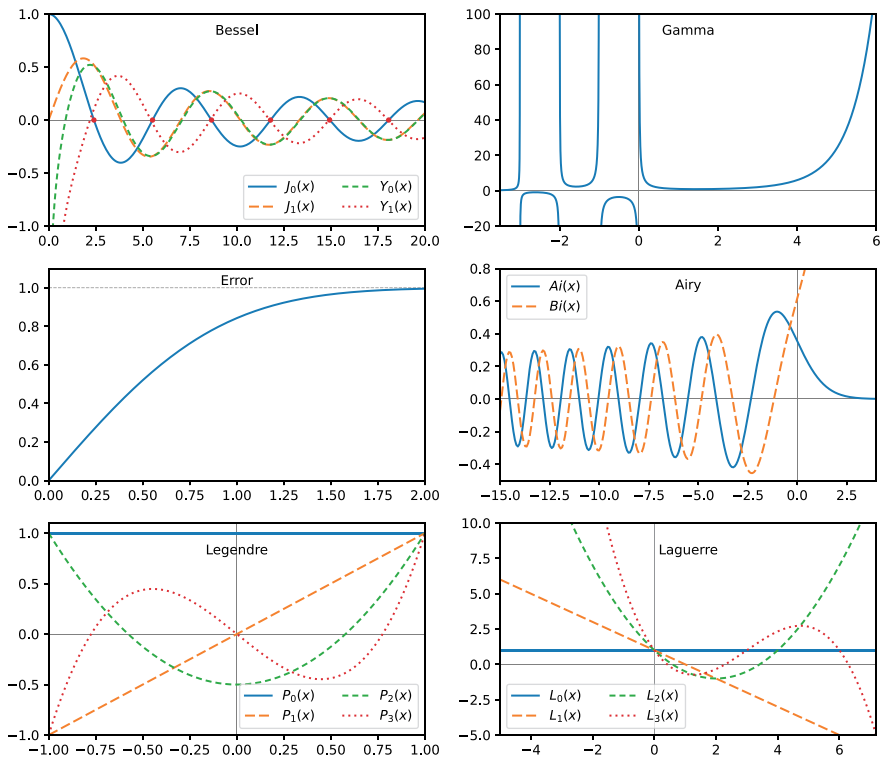 Bessel
1.0
0.5
0.0
−0.5
−1.0
J₀(x) Y₀(x)
J₁(x) Y₁(x)
0.0 2.5 5.0 7.5 10.0 12.5 15.0 17.5 20.0
Gamma
100
80
60
40
20
0
−20
−2 0 2 4 6
Error
1.0
0.8
0.6
0.4
0.2
0.0
0.00 0.25 0.50 0.75 1.00 1.25 1.50 1.75 2.00
Airy
Ai(x)
Bi(x)
0.8
0.6
0.4
0.2
0.0
−0.2
−0.4
−15.0 −12.5 −10.0 −7.5 −5.0 −2.5 0.0 2.5
Legendre
1.0
0.5
0.0
−0.5
−1.0
P₀(x) P₂(x)
P₁(x) P₃(x)
−1.00 −0.75 −0.50 −0.25 0.00 0.25 0.50 0.75 1.00
Laguerre
10.0
7.5
5.0
2.5
0.0
−2.5
−5.0
L₀(x) L₂(x)
L₁(x) L₃(x)
−4 −2 0 2 4 6